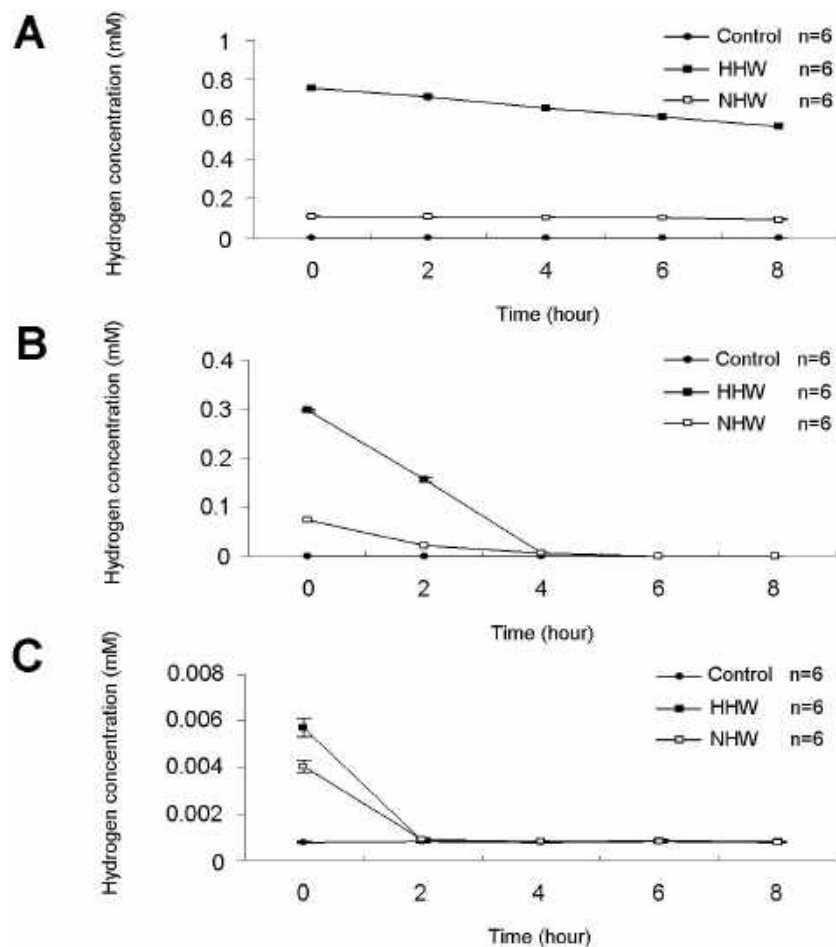 A
Hydrogen concentration (mM)
1
0.8
0.6
0.4
0.2
0
0 2 4 6 8
Time (hour)
Control n=6
HHW n=6
NHW n=6
B
Hydrogen concentration (mM)
0.4
0.3
0.2
0.1
0
0 2 4 6 8
Time (hour)
Control n=6
HHW n=6
NHW n=6
C
Hydrogen concentration (mM)
0.008
0.006
0.004
0.002
0
0 2 4 6 8
Time (hour)
Control n=6
HHW n=6
NHW n=6